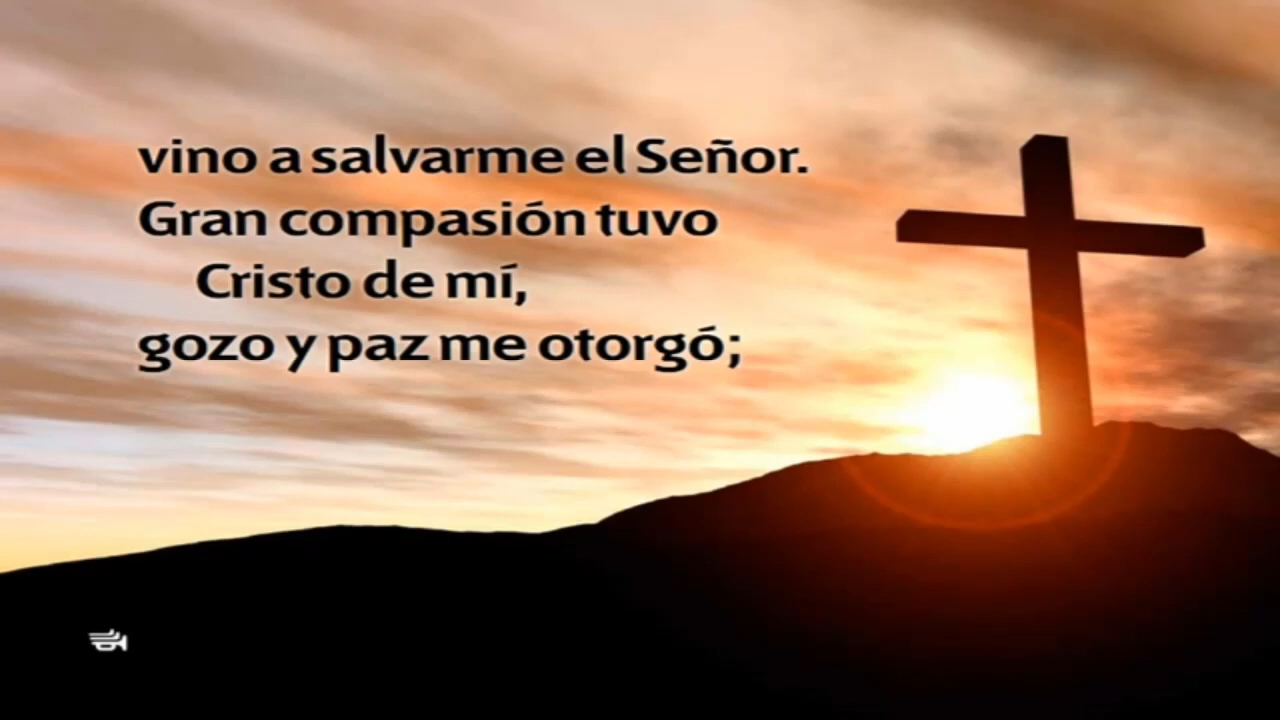 vino a salvarme el Señor.
Gran compasión tuvo
Cristo de mí,
gozo y paz me otorgó;